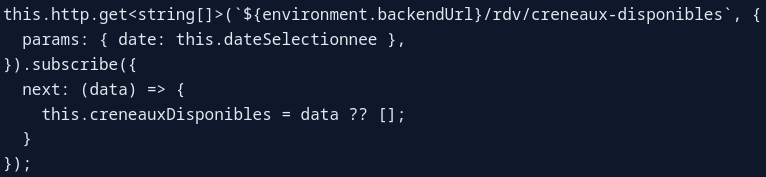 this.http.get<string[]>(`${environment.backendUrl}/rdv/creneaux-disponibles`, {
  params: { date: this.dateSelectionnee },
}).subscribe({
  next: (data) => {
    this.creneauxDisponibles = data ?? [];
  }
});